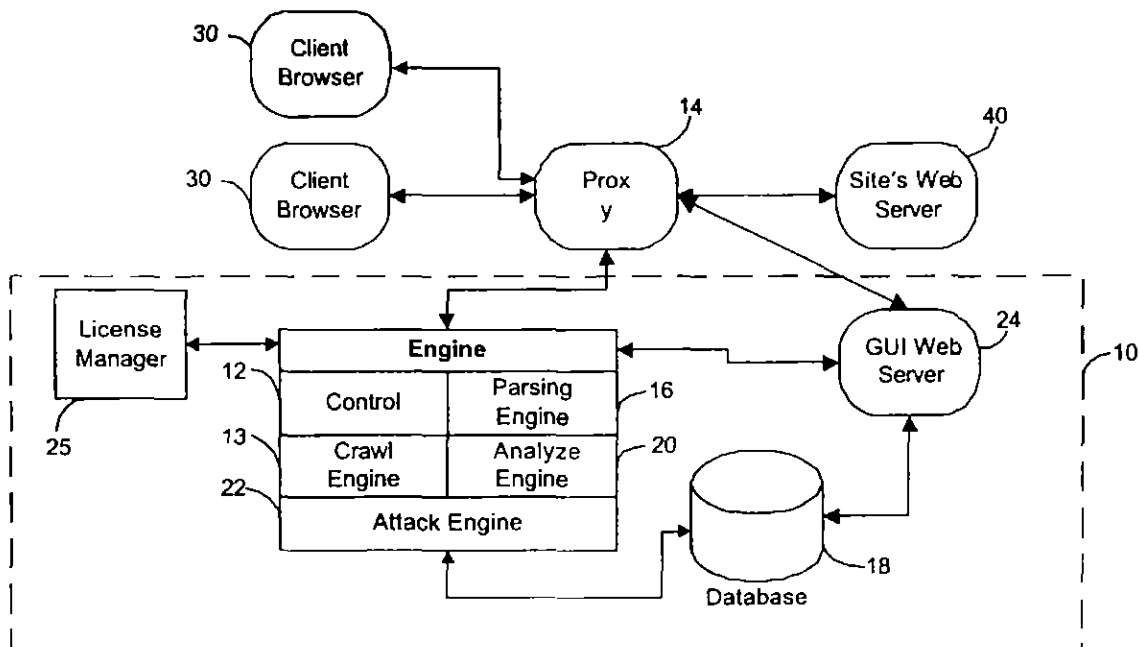 30
Client
Browser
14
40
30
Client
Browser
Prox
y
Site's Web
Server
License
Manager
25
Engine
12
Control
Parsing
Engine
16
13
Crawl
Engine
Analyze
Engine
20
22
Attack Engine
GUI Web
Server
24
10
18
Database